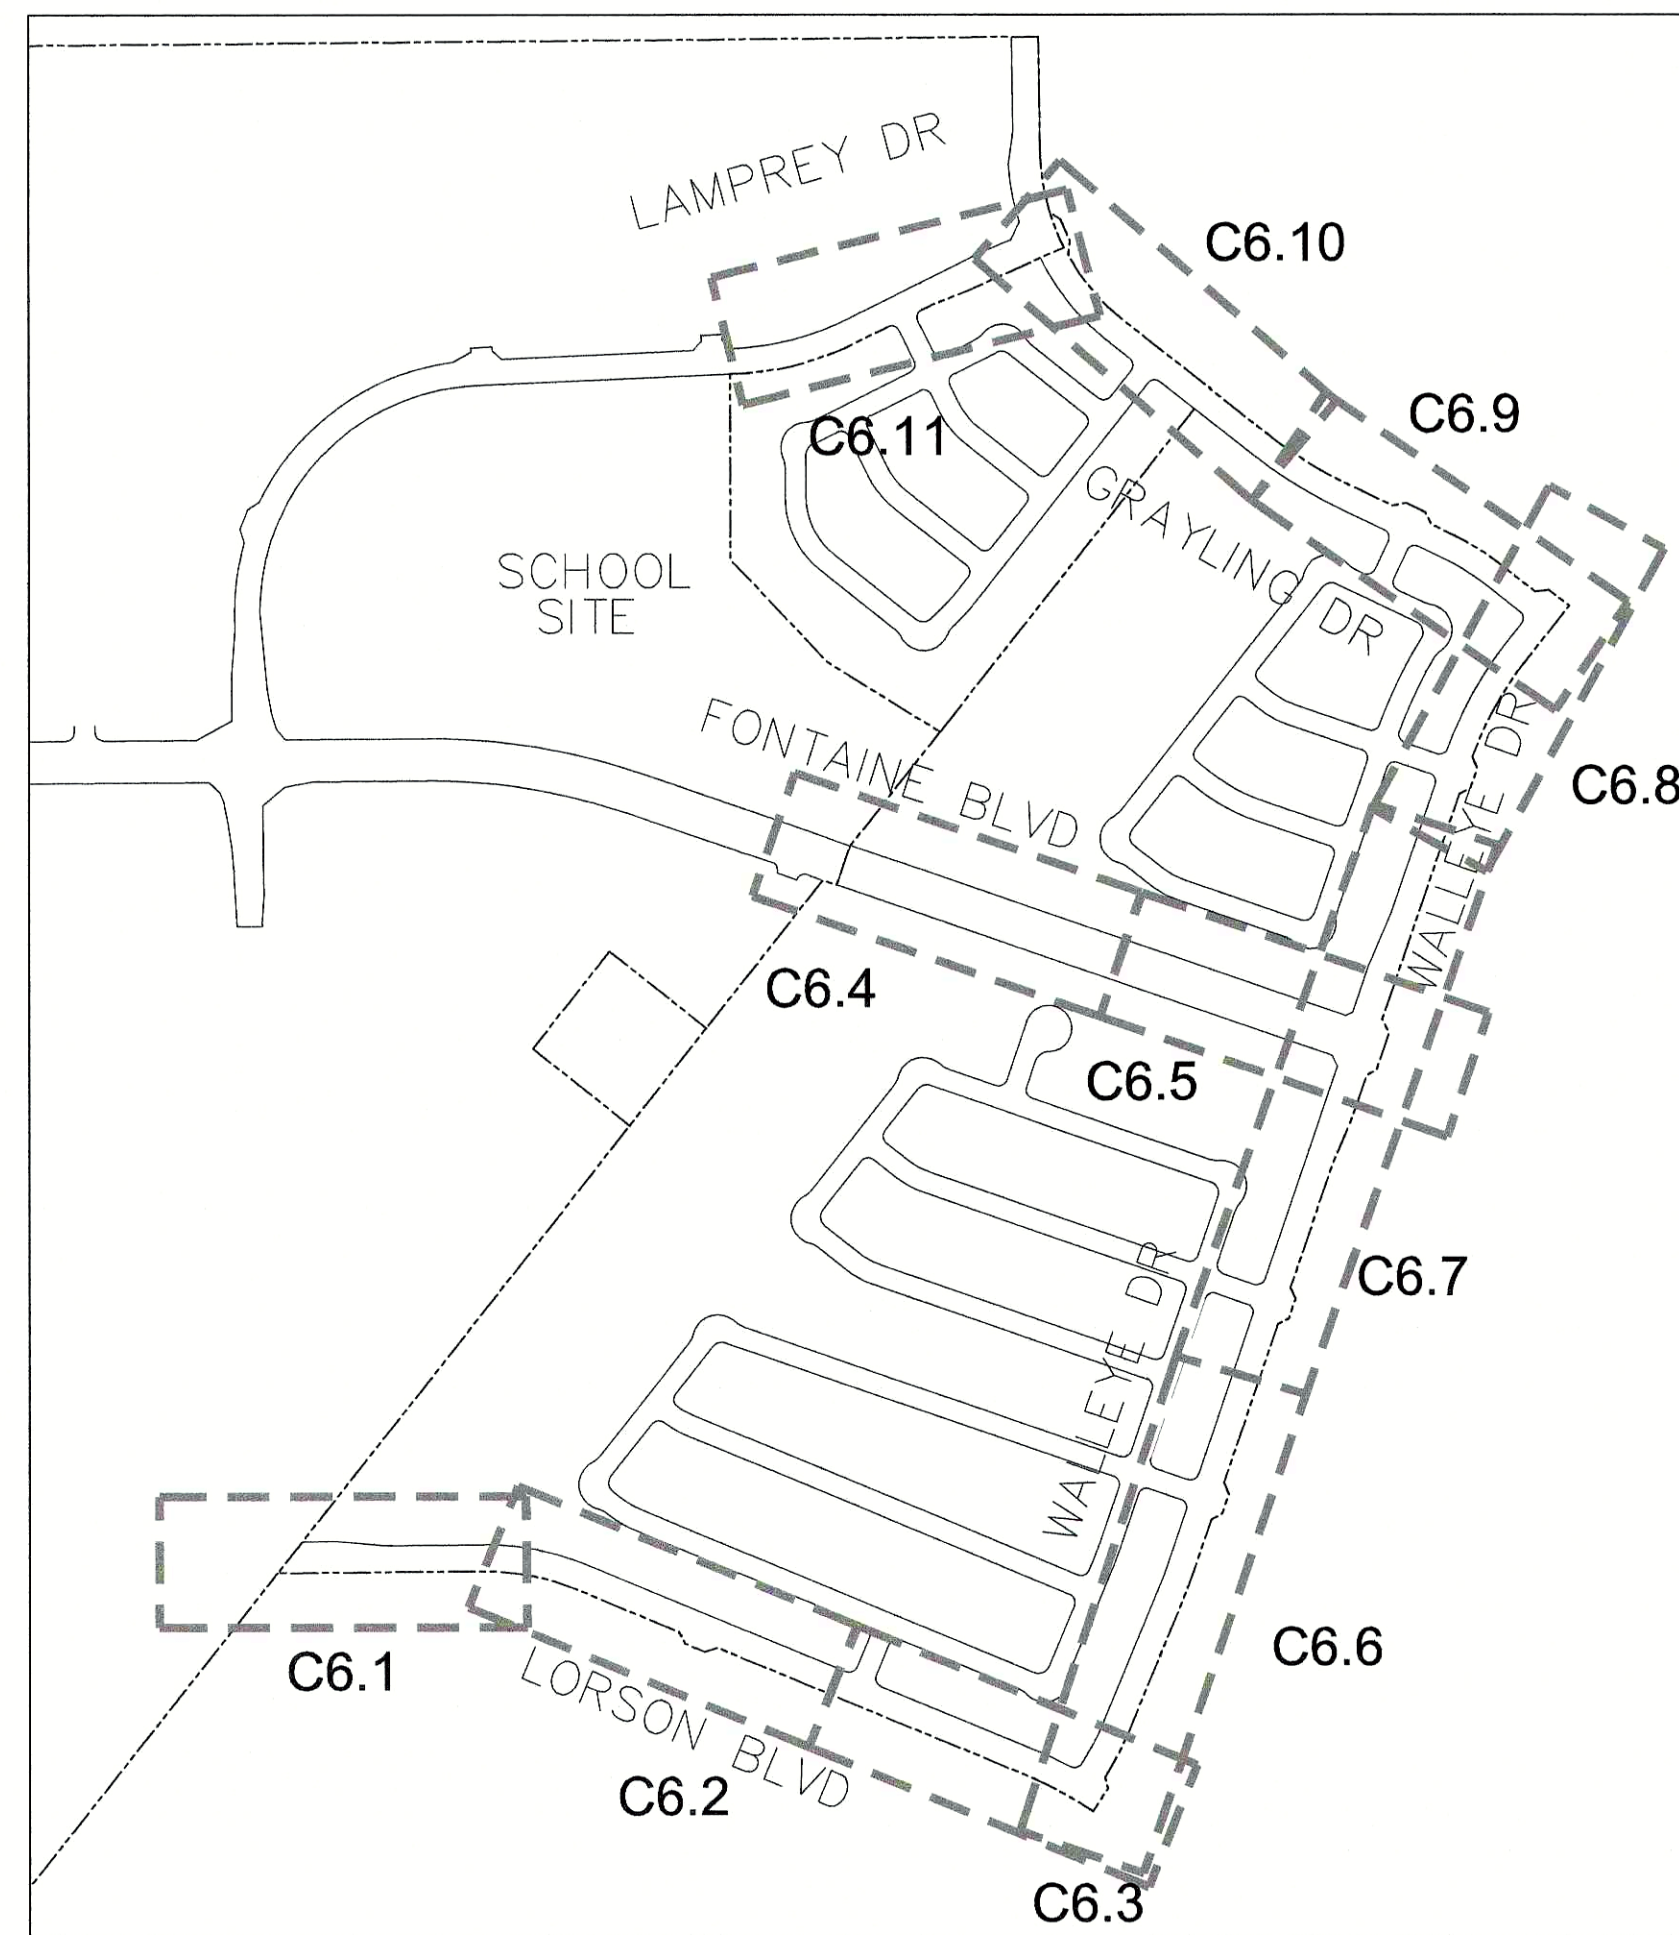 LAMPREY DR
C6.10
C6.9
C6.11
GRAYLING DR
SCHOOL
SITE
FONTAINE BLVD
WALLEYE DR
C6.8
C6.4
C6.5
WALLEYE DR
C6.7
C6.6
C6.1
LORSON BLVD
C6.2
C6.3